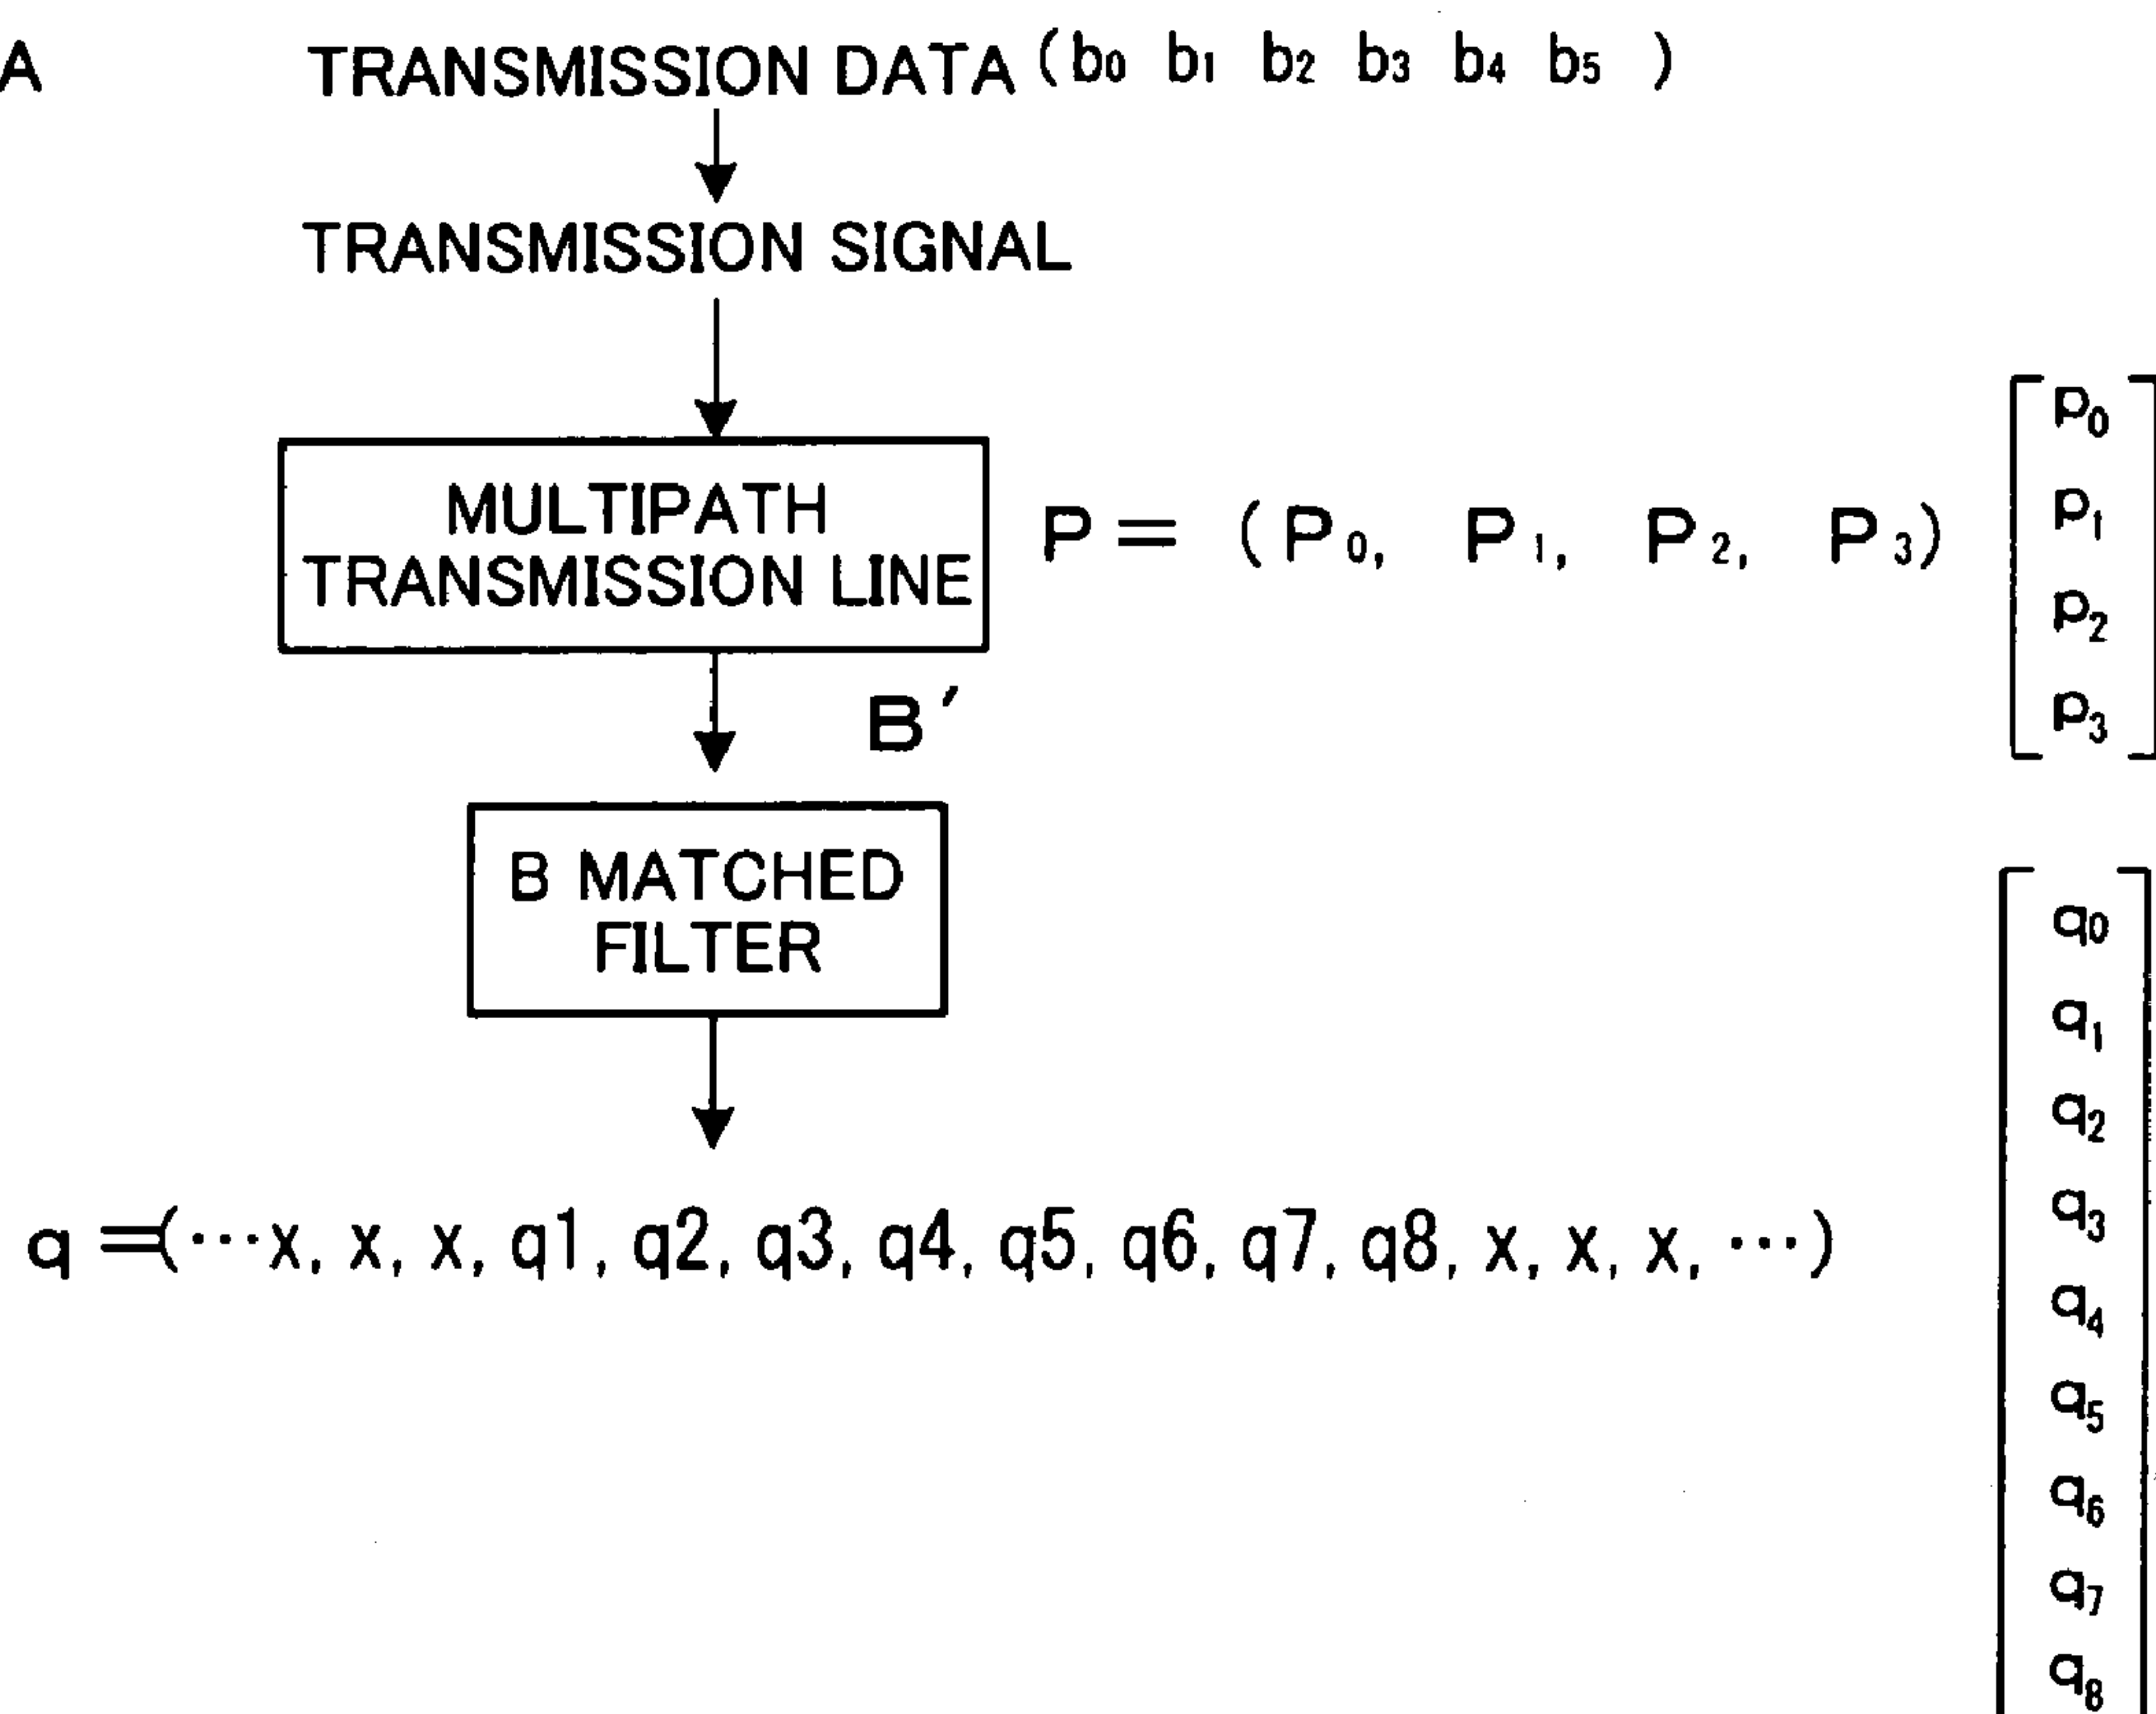 A
TRANSMISSION DATA (b0 b1 b2 b3 b4 b5 )
TRANSMISSION SIGNAL
MULTIPATH
TRANSMISSION LINE
P = (P0, P1, P2, P3)
p0
p1
p2
p3
B′
B MATCHED
FILTER
q =(···x, x, x, q1, q2, q3, q4, q5, q6, q7, q8, x, x, x, ···)
q0
q1
q2
q3
q4
q5
q6
q7
q8